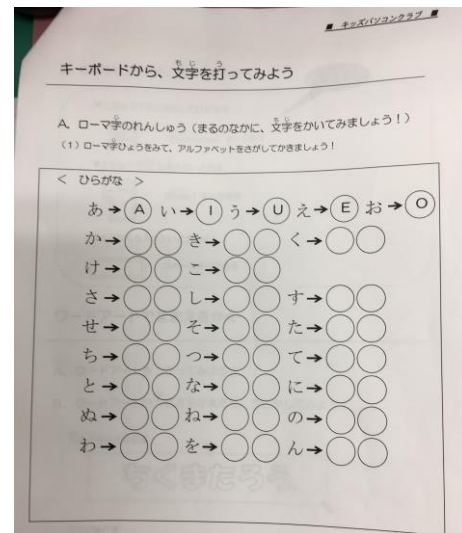 ■ キッズパソコンクラブ ■
キーボードから、文字を打ってみよう
A. ローマ字のれんしゅう（まるのなかに、文字をかいてみましょう！）
（1）ローマ字ひょうをみて、アルファベットをさがしてかきましょう！
＜ ひらがな ＞
あ→A い→I う→U え→E お→O
か→ き→ く→
け→ こ→
さ→ し→ す→
せ→ そ→ た→
ち→ つ→ て→
と→ な→ に→
ぬ→ ね→ の→
わ→ を→ ん→